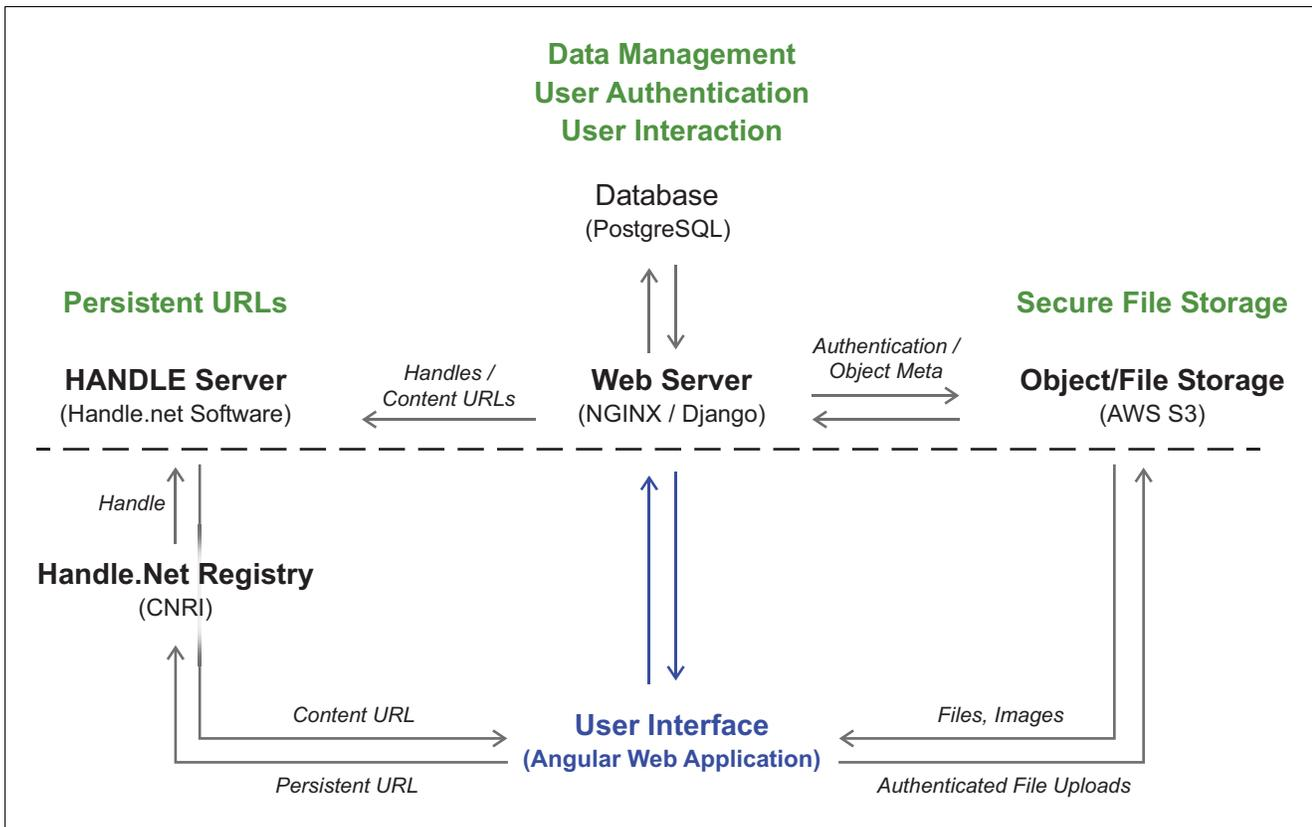 Data Management
User Authentication
User Interaction
Database
(PostgreSQL)
Persistent URLs
Secure File Storage
HANDLE Server
(Handle.net Software)
Handles /
Content URLs
Web Server
(NGINX / Django)
Authentication /
Object Meta
Object/File Storage
(AWS S3)
Handle
Handle.Net Registry
(CNRI)
Content URL
Persistent URL
User Interface
(Angular Web Application)
Files, Images
Authenticated File Uploads